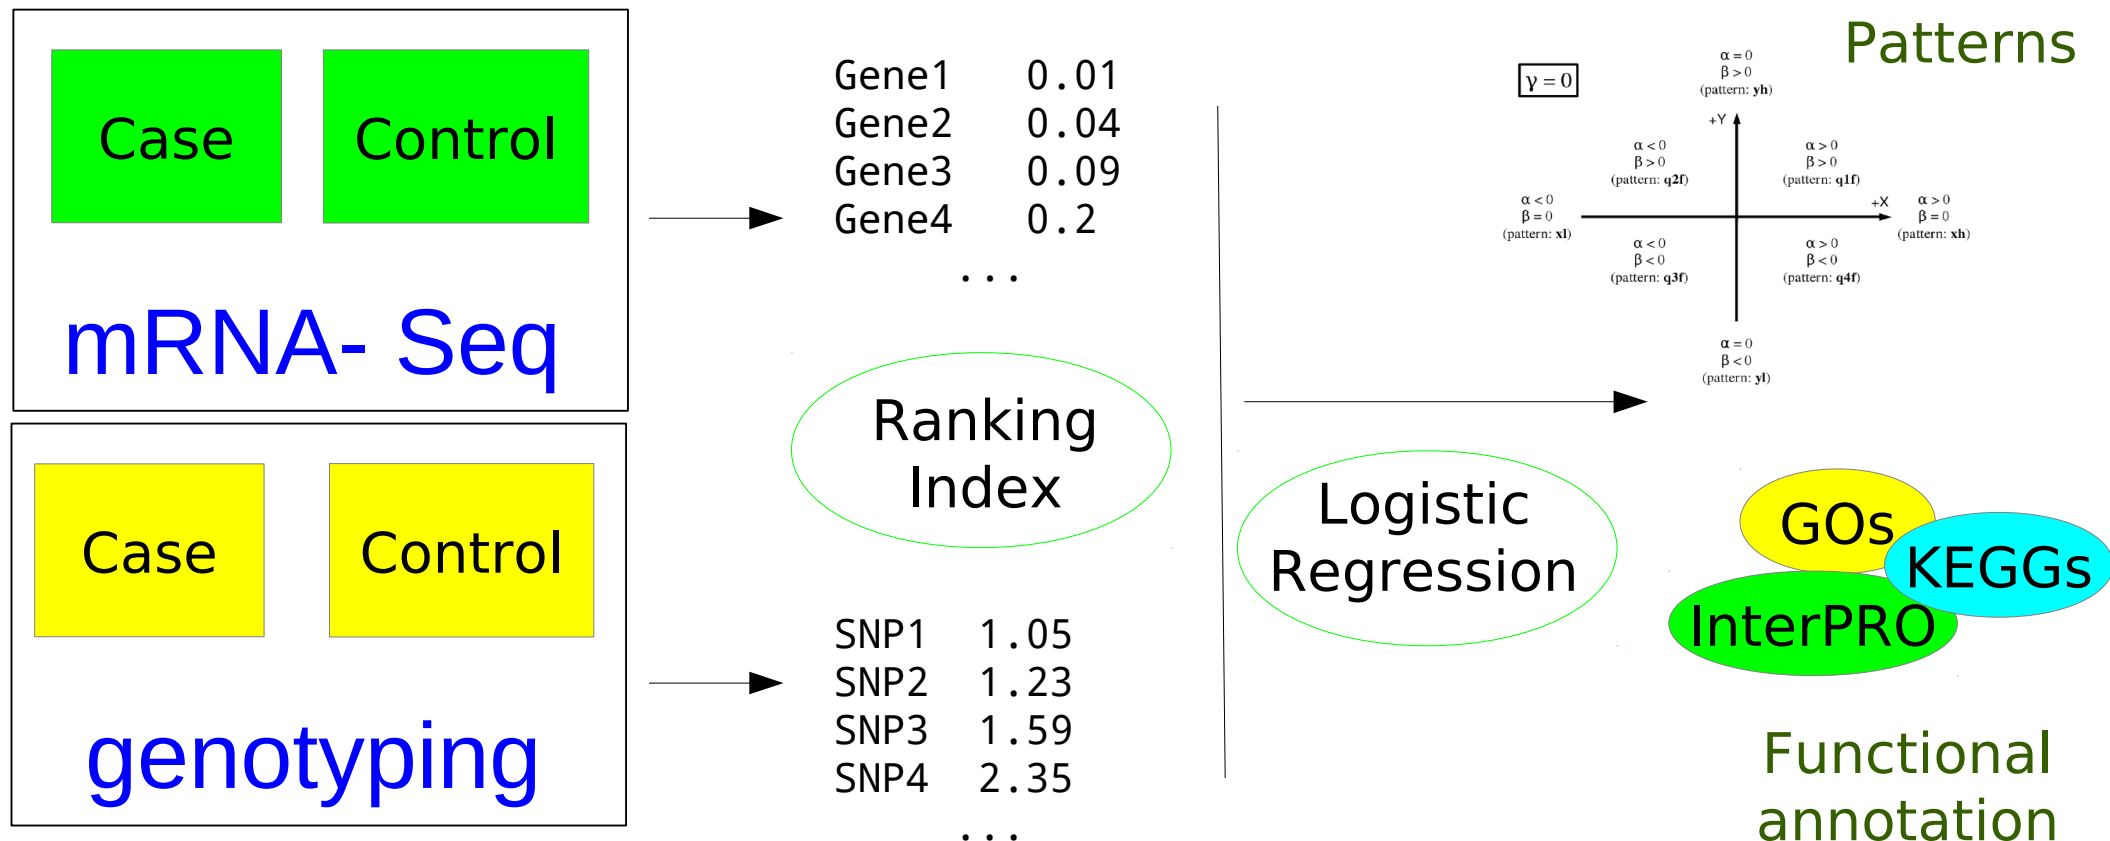 Case
Control
mRNA- Seq
Case
Control
genotyping
Gene1 0.01
Gene2 0.04
Gene3 0.09
Gene4 0.2
...
Ranking
Index
SNP1 1.05
SNP2 1.23
SNP3 1.59
SNP4 2.35
...
Logistic
Regression
Patterns
γ = 0
α = 0
β > 0
(pattern: yh)
+Y
α < 0
β > 0
(pattern: q2f)
α > 0
β > 0
(pattern: q1f)
α < 0
β = 0
(pattern: xl)
+X
α > 0
β = 0
(pattern: xh)
α < 0
β < 0
(pattern: q3f)
α > 0
β < 0
(pattern: q4f)
α = 0
β < 0
(pattern: yl)
GOs
KEGGs
InterPRO
Functional
annotation